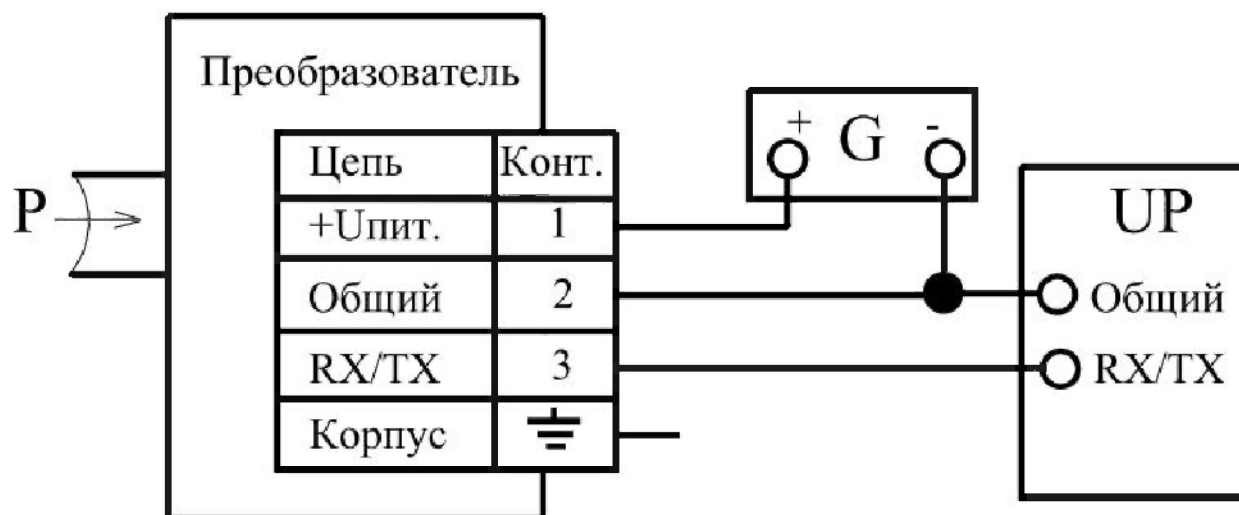 Преобразователь
Цепь Конт.
+Uпит. 1
Общий 2
RX/TX 3
Корпус
P
+ G -
UP
Общий
RX/TX